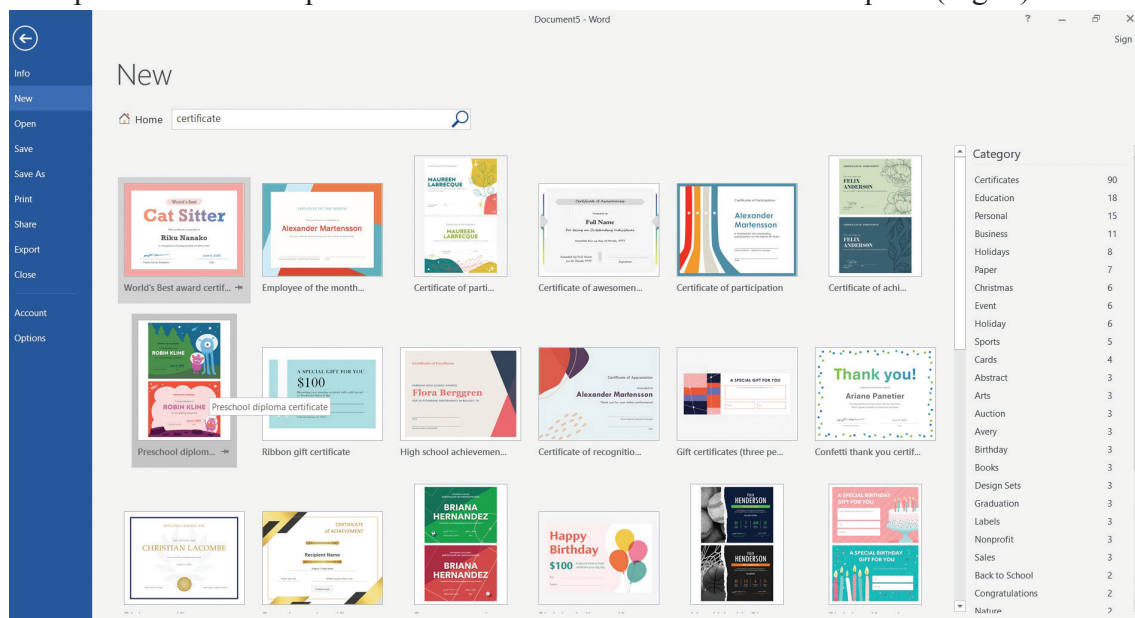 Document5 - Word
?
Sign
Info
New
Open
Save
Save As
Print
Share
Export
Close
Account
Options
New
Home
certificate
World's Best
Cat Sitter
Riku Nanako
World's Best award certif...
EMPLOYEE OF THE MONTH
Alexander Martensson
Employee of the month...
MAUREEN
LABRECQUE
MAUREEN
LABRECQUE
Certificate of parti...
Certificate of Awesomeness
Full Name
For being an Outstanding Individual
Certificate of awesomen...
Certificate of Participation
Alexander
Martensson
Certificate of participation
FELIX
ANDERSON
FELIX
ANDERSON
Certificate of achi...
ROBIN KLINE
ROBIN KLINE
Preschool diploma certificate
Preschool diplom...
A SPECIAL GIFT FOR YOU
$100
Ribbon gift certificate
Certificate of Excellence
Flora Berggren
High school achievemen...
Certificate of Appreciation
Alexander Martensson
Certificate of recognitio...
A SPECIAL GIFT FOR YOU
Gift certificates (three pe...
Thank you!
Ariane Panetier
Confetti thank you certif...
CHRISTIAN LACOMBE
CERTIFICATE
of ACHIEVEMENT
Recipient Name
BRIANA
HERNANDEZ
BRIANA
HERNANDEZ
Happy
Birthday
$100
HENDERSON
HENDERSON
A SPECIAL BIRTHDAY
GIFT FOR YOU
A SPECIAL BIRTHDAY
GIFT FOR YOU
Category
Certificates 90
Education 18
Personal 15
Business 11
Holidays 8
Paper 7
Christmas 6
Event 6
Holiday 6
Sports 5
Cards 4
Abstract 3
Arts 3
Auction 3
Avery 3
Birthday 3
Books 3
Design Sets 3
Graduation 3
Labels 3
Nonprofit 3
Sales 3
Back to School 2
Congratulations 2
Nature 2